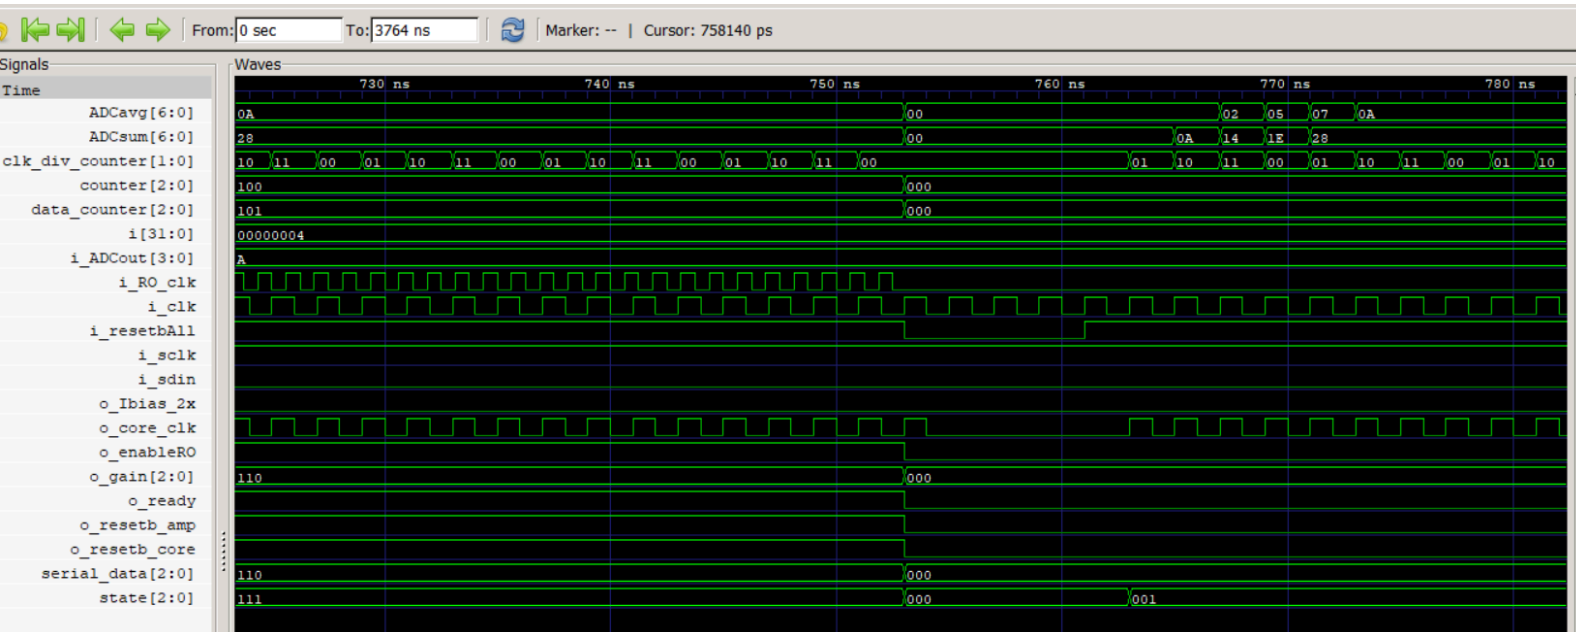 From: 0 sec To: 3764 ns Marker: -- | Cursor: 758140 ps
Signals Waves
Time 730 ns 740 ns 750 ns 760 ns 770 ns 780 ns
ADCavg[6:0] 0A 00 02 05 07 0A
ADCsum[6:0] 28 00 0A 14 1E 28
clk_div_counter[1:0] 10 11 00 01 10 11 00 01 10 11 00 01 10 11 00 01 10 11 00 01 10 11 00 01 10
counter[2:0] 100 000
data_counter[2:0] 101 000
i[31:0] 00000004
i_ADCout[3:0] A
i_RO_clk
i_clk
i_resetbAll
i_sclk
i_sdin
o_Ibias_2x
o_core_clk
o_enableRO
o_gain[2:0] 110 000
o_ready
o_resetb_amp
o_resetb_core
serial_data[2:0] 110 000
state[2:0] 111 000 001